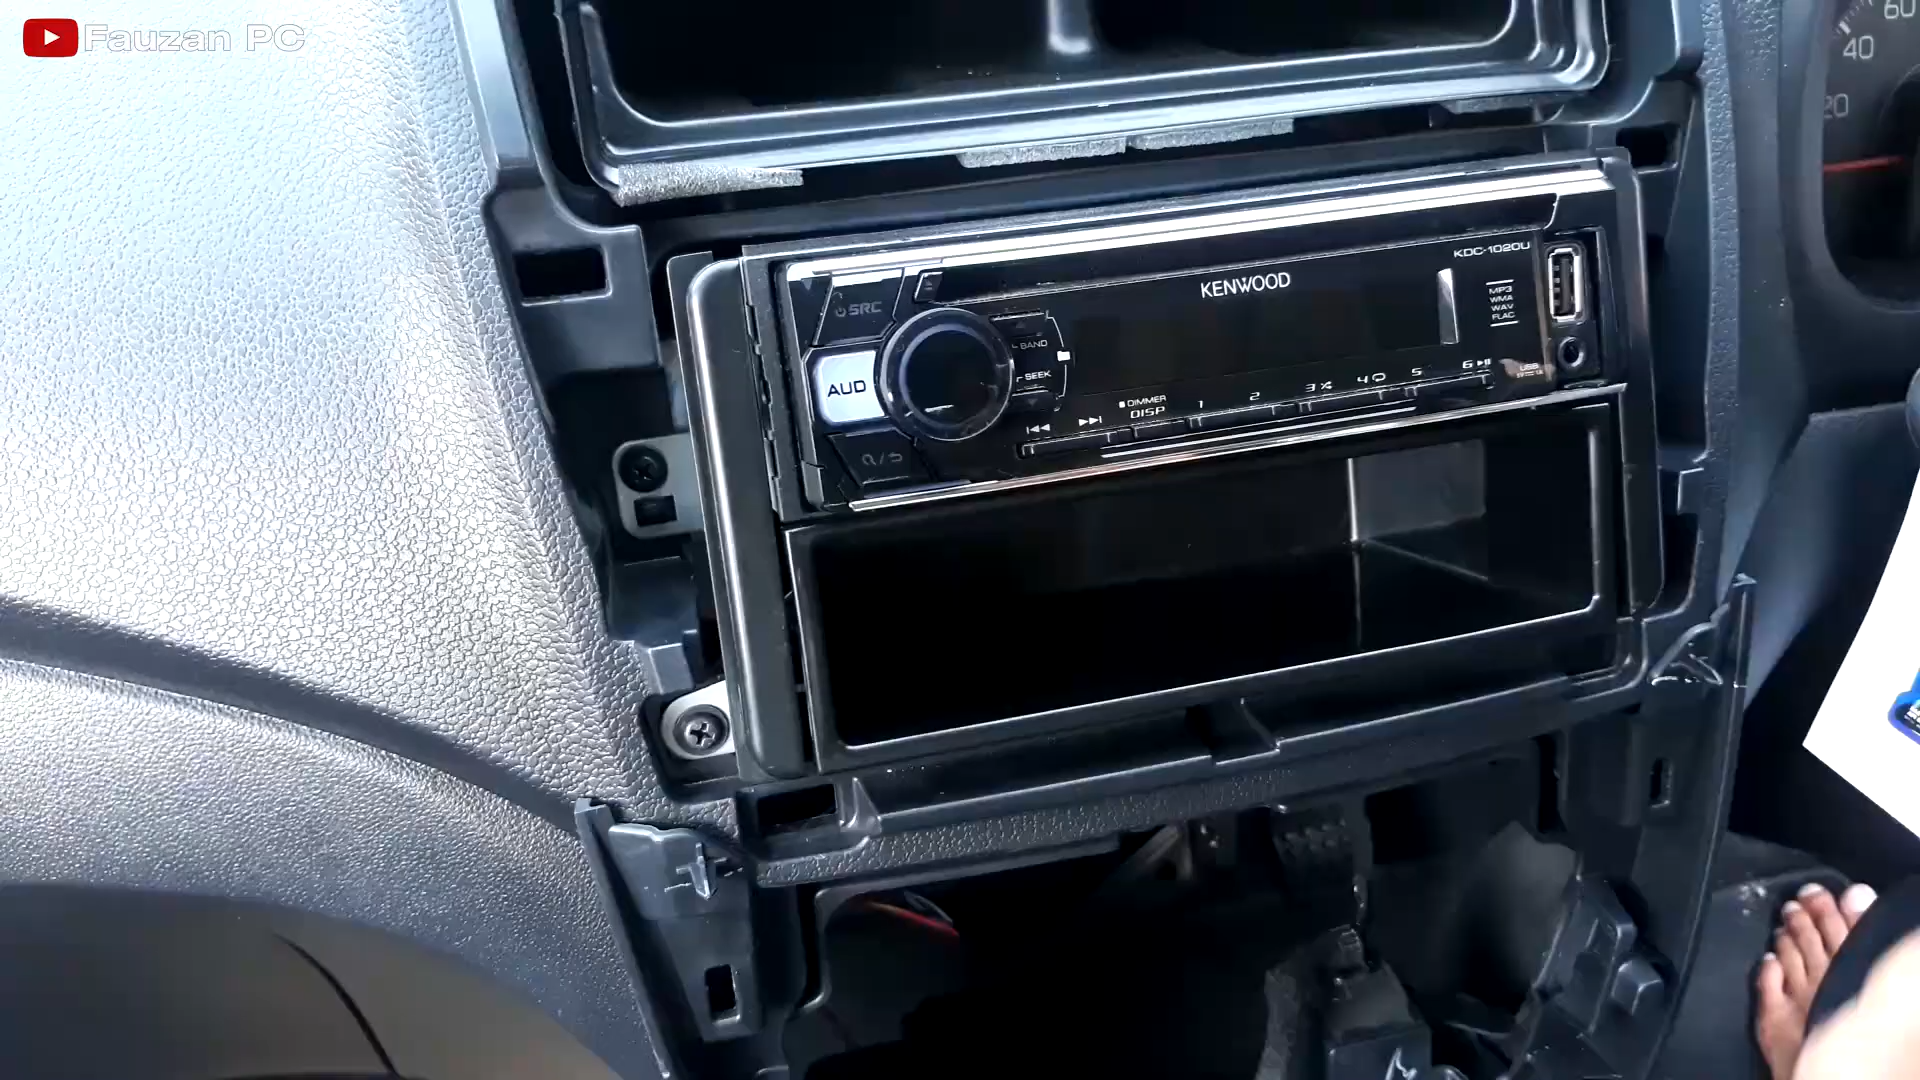 Fauzan PC
60
40
20
KENWOOD
KDC-1020U
SRC
MP3
WMA
WAV
FLAC
BAND
AUD
SEEK
USB
DIMMER
DISP
1
2
3
4
5
6